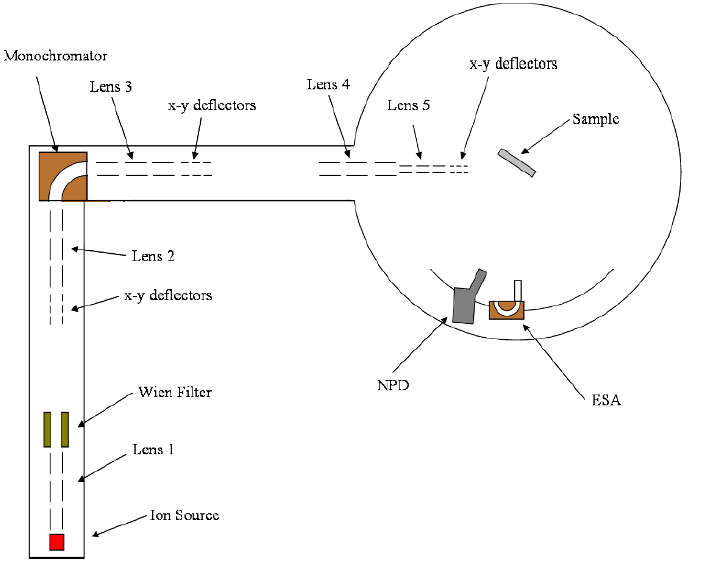 Monochromator
Lens 3
x-y deflectors
Lens 4
Lens 5
x-y deflectors
Sample
Lens 2
x-y deflectors
Wien Filter
Lens 1
Ion Source
NPD
ESA